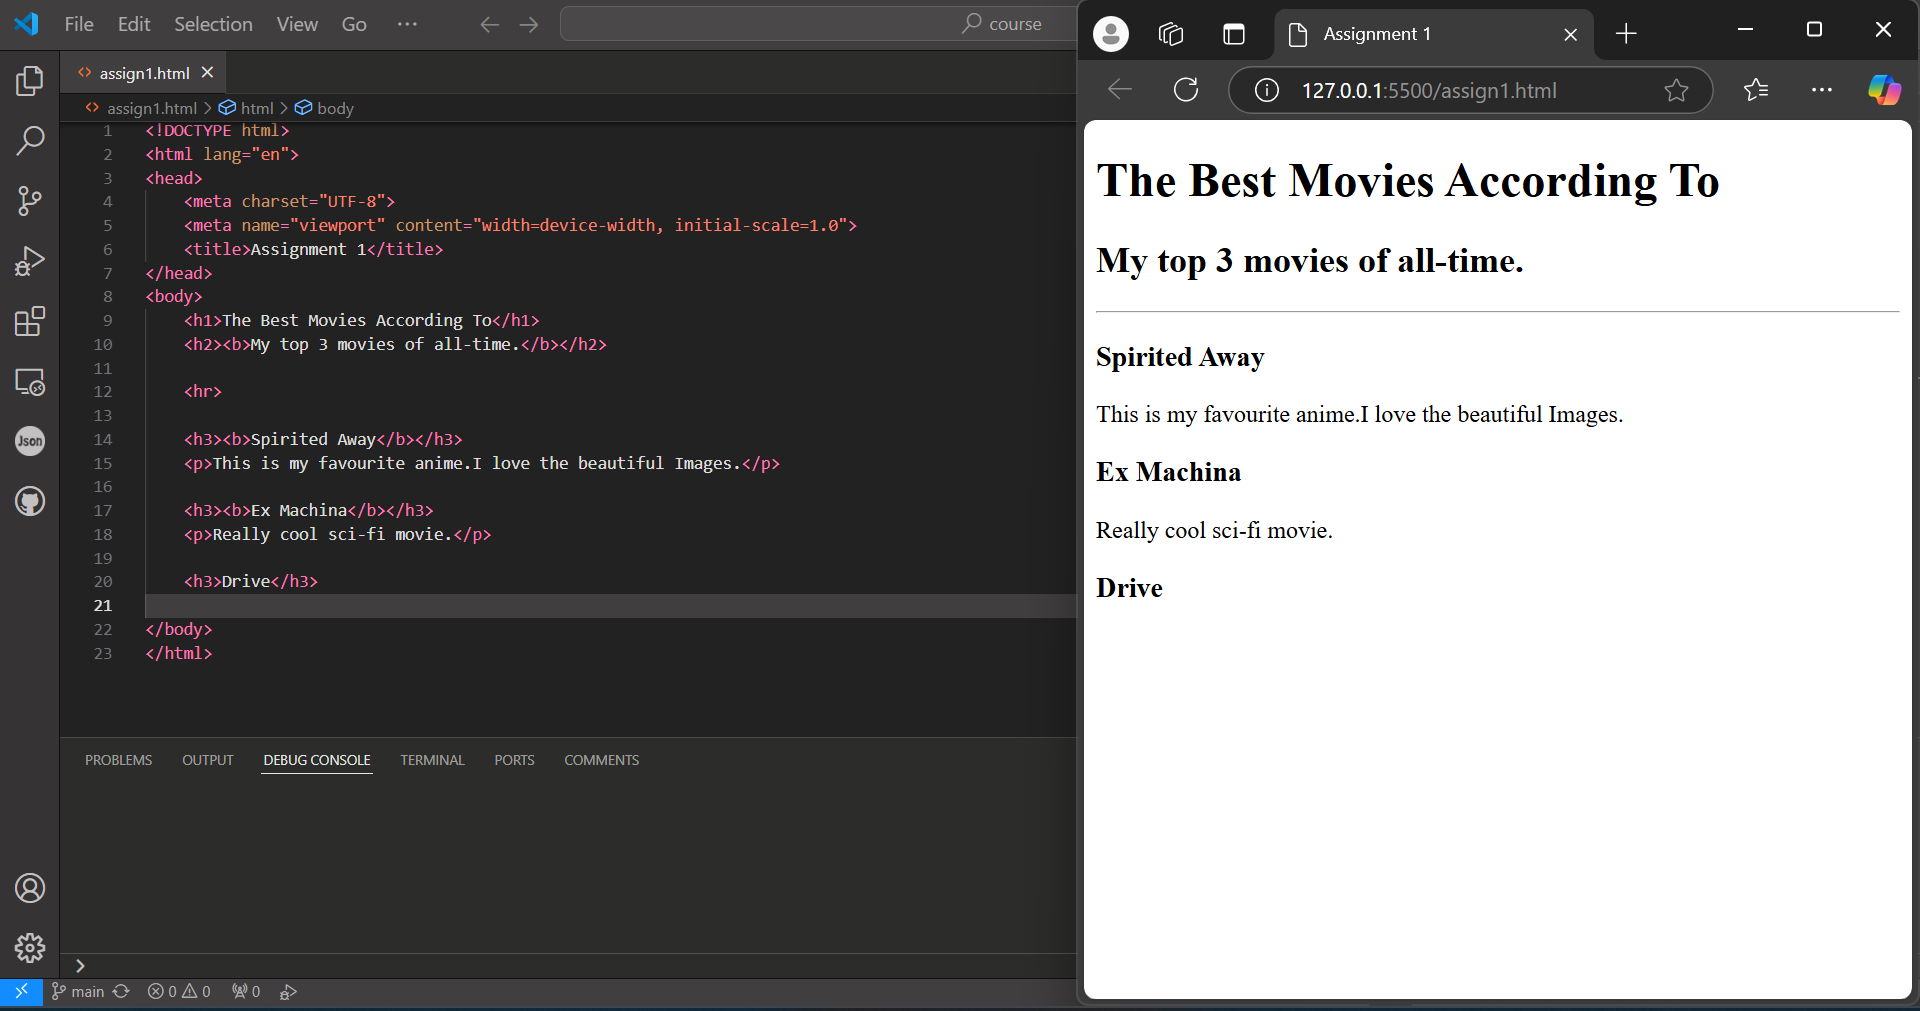 File Edit Selection View Go ··· course
assign1.html
assign1.html > html > body
1 <!DOCTYPE html>
2 <html lang="en">
3 <head>
4 <meta charset="UTF-8">
5 <meta name="viewport" content="width=device-width, initial-scale=1.0">
6 <title>Assignment 1</title>
7 </head>
8 <body>
9 <h1>The Best Movies According To</h1>
10 <h2><b>My top 3 movies of all-time.</b></h2>
11
12 <hr>
13
14 <h3><b>Spirited Away</b></h3>
15 <p>This is my favourite anime.I love the beautiful Images.</p>
16
17 <h3><b>Ex Machina</b></h3>
18 <p>Really cool sci-fi movie.</p>
19
20 <h3>Drive</h3>
21
22 </body>
23 </html>
Json
PROBLEMS OUTPUT DEBUG CONSOLE TERMINAL PORTS COMMENTS
main 0 0 0
Assignment 1
127.0.0.1:5500/assign1.html
The Best Movies According To
My top 3 movies of all-time.
Spirited Away
This is my favourite anime.I love the beautiful Images.
Ex Machina
Really cool sci-fi movie.
Drive